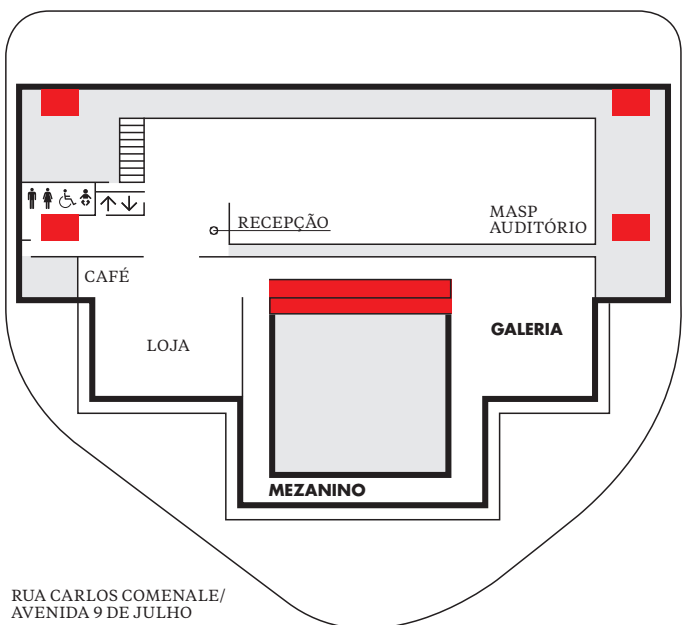 RECEPÇÃO
MASP
AUDITÓRIO
CAFÉ
GALERIA
LOJA
MEZANINO
RUA CARLOS COMENALE/
AVENIDA 9 DE JULHO